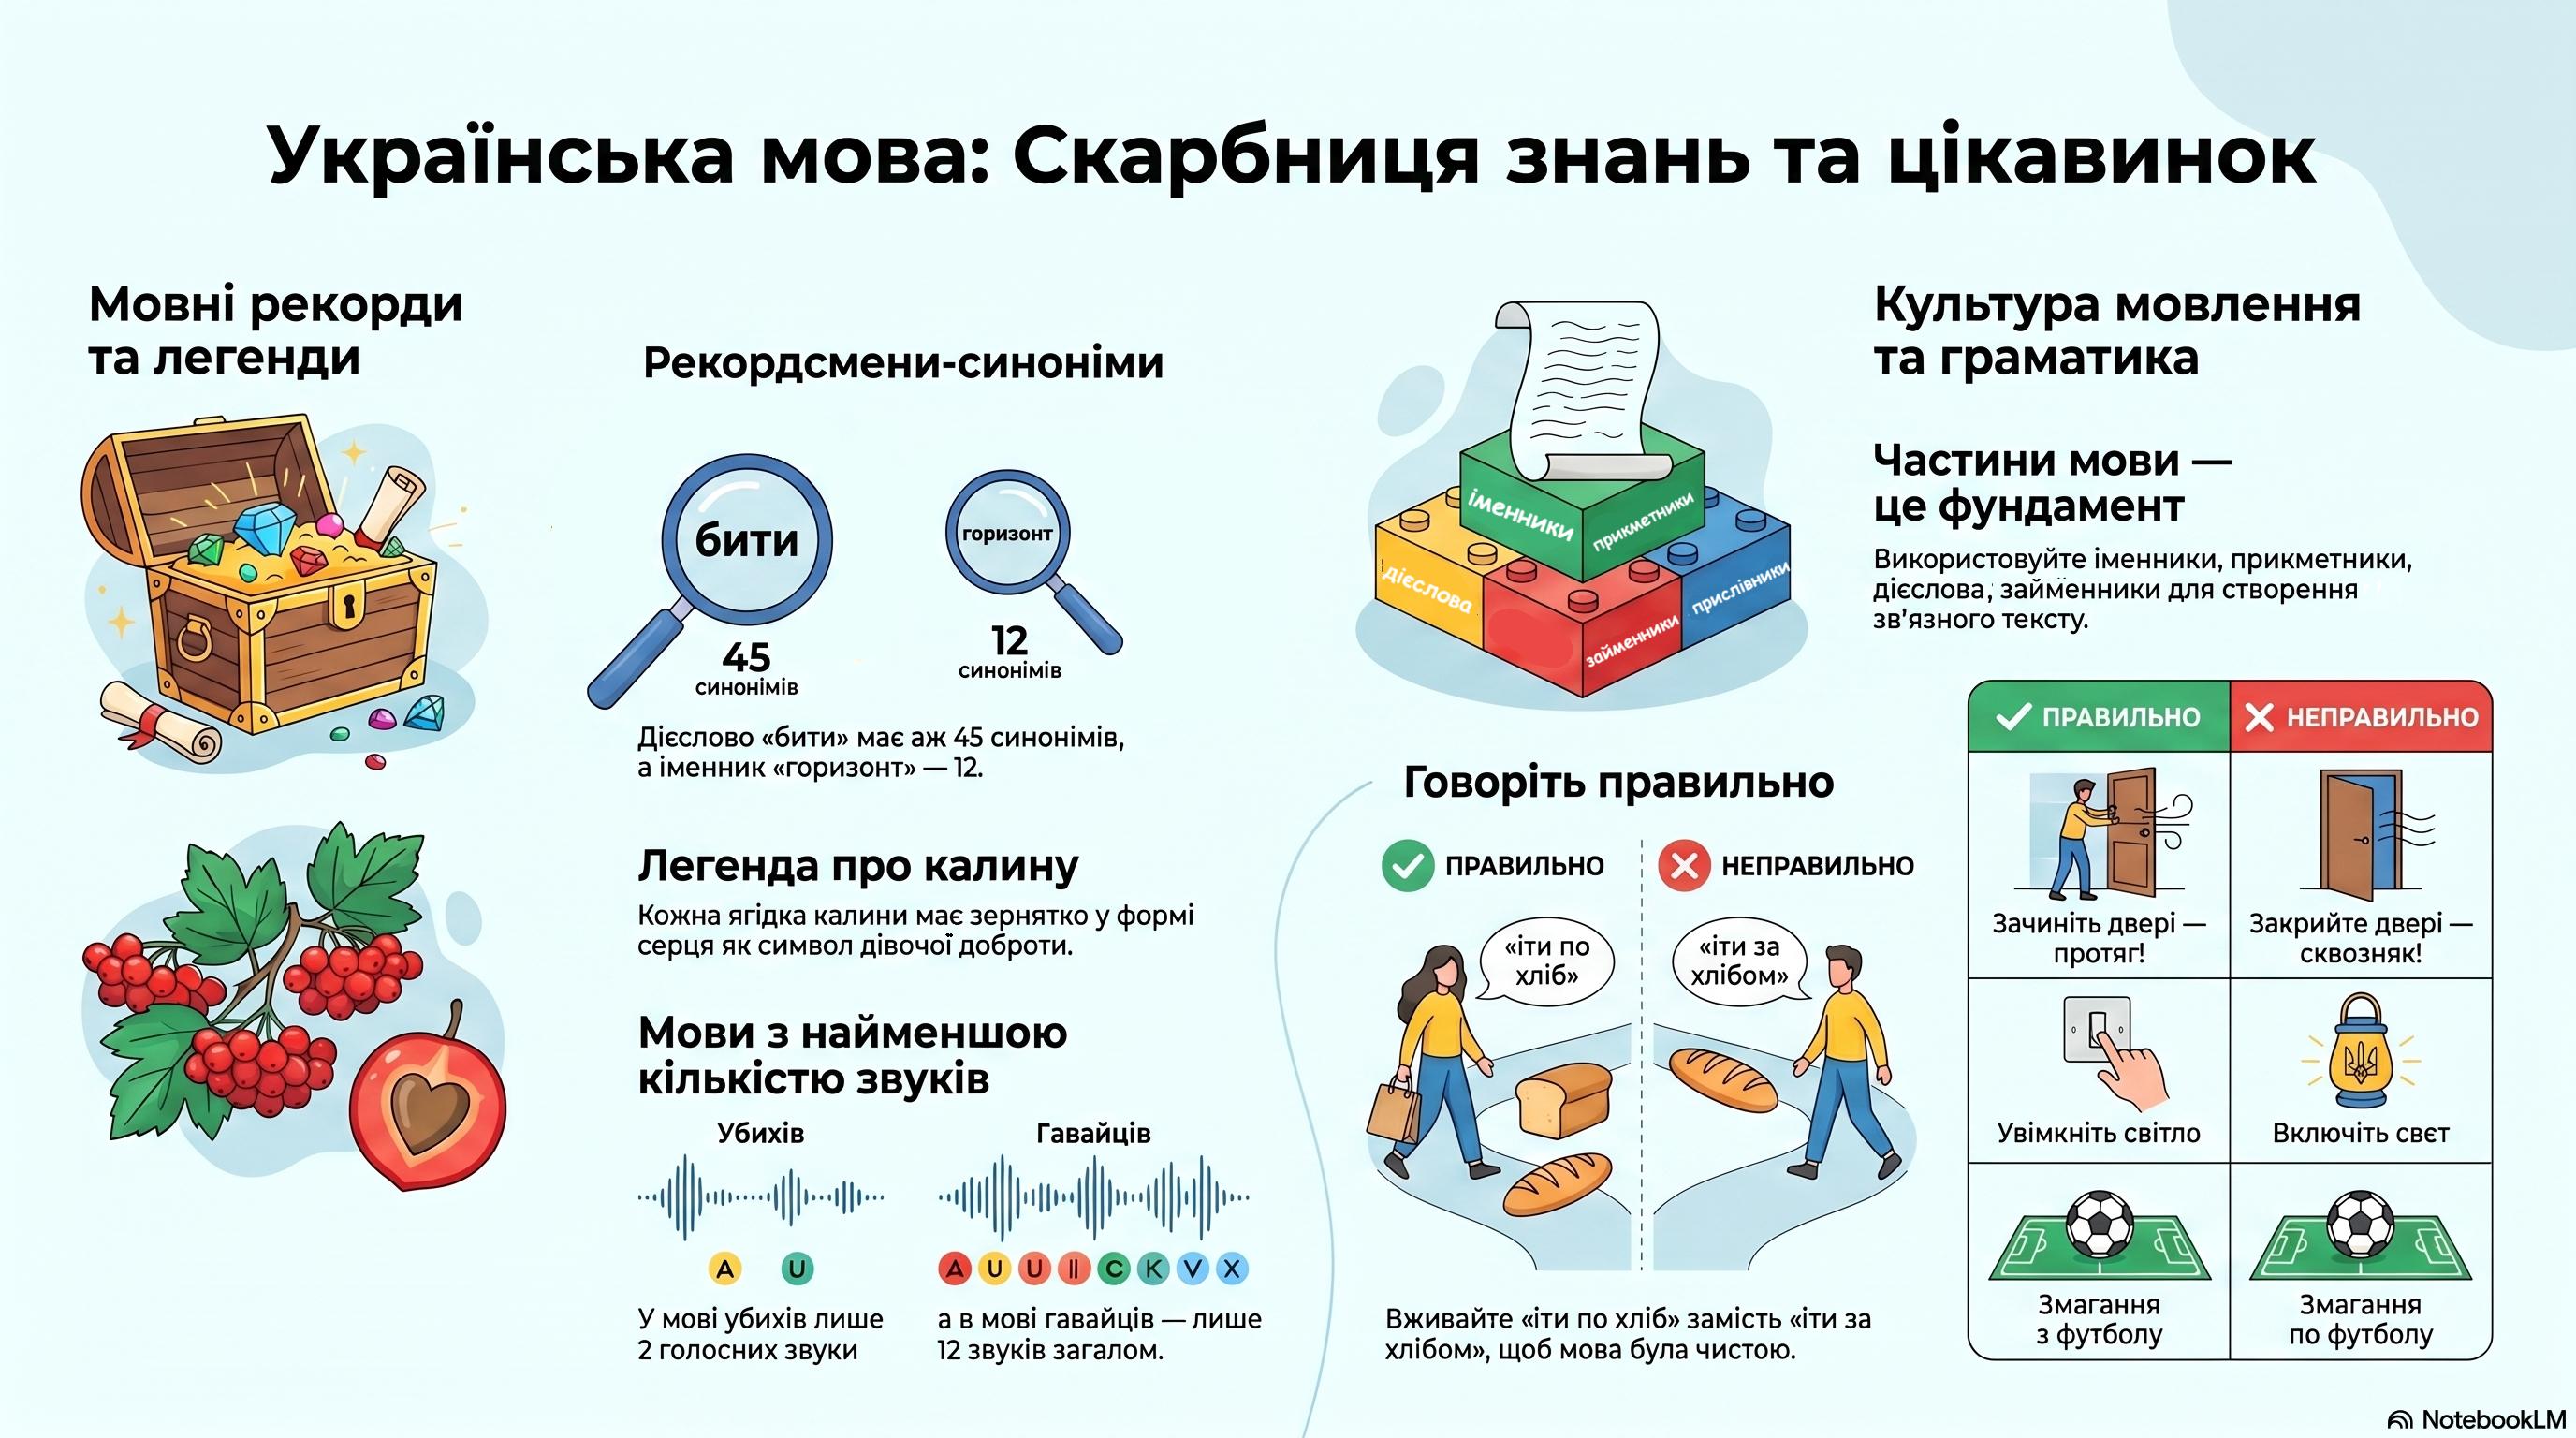 Українська мова: Скарбниця знань та цікавинок
Мовні рекорди
та легенди
Рекордсмени-синоніми
бити
45
синонімів
горизонт
12
синонімів
Дієслово «бити» має аж 45 синонімів,
а іменник «горизонт» — 12.
Легенда про калину
Кожна ягідка калини має зернятко у формі
серця як символ дівочої доброти.
Мови з найменшою
кількістю звуків
Убихів
A U
У мові убихів лише
2 голосних звуки
Гавайців
A U U II C K V X
а в мові гавайців — лише
12 звуків загалом.
іменники
прикметники
дієслова
займенники
прислівники
Культура мовлення
та граматика
Частини мови —
це фундамент
Використовуйте іменники, прикметники,
дієслова, займенники для створення
зв'язного тексту.
Говоріть правильно
ПРАВИЛЬНО
НЕПРАВИЛЬНО
«іти по
хліб»
«іти за
хлібом»
Вживайте «іти по хліб» замість «іти за
хлібом», щоб мова була чистою.
ПРАВИЛЬНО
НЕПРАВИЛЬНО
Зачиніть двері —
протяг!
Закрийте двері —
сквозняк!
Увімкніть світло
Включіть свєт
Змагання
з футболу
Змагання
по футболу
NotebookLM